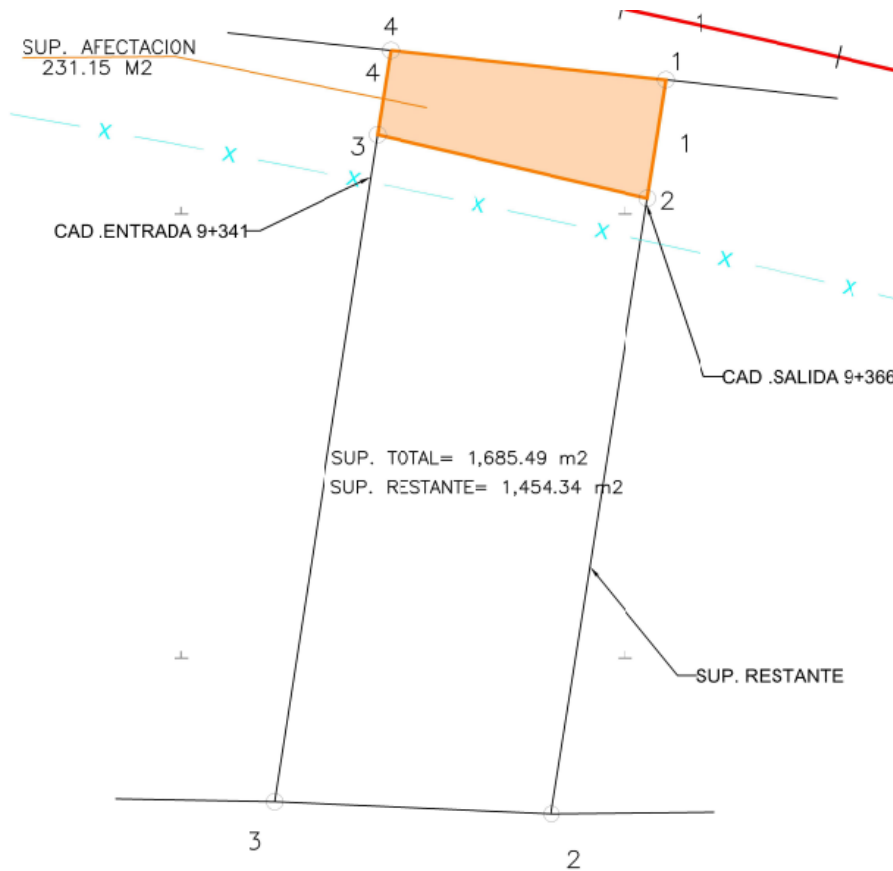 1
4
SUP. AFECTACION
231.15 M2
4
1
3
1
2
CAD .ENTRADA 9+341
CAD .SALIDA 9+366
SUP. TOTAL= 1,685.49 m2
SUP. RESTANTE= 1,454.34 m2
SUP. RESTANTE
3
2